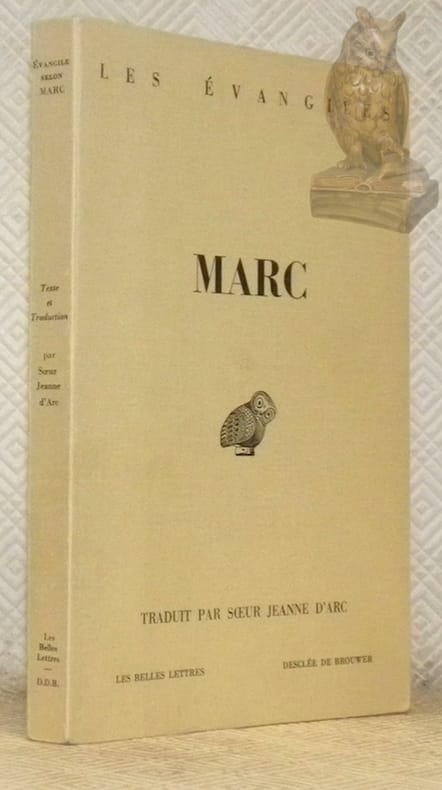 ÉVANGILE
SELON
MARC
Texte
et
Traduction
par
Sœur
Jeanne
d'Arc
Les
Belles
Lettres
D.D.B.
LES ÉVANGILES
MARC
TRADUIT PAR SŒUR JEANNE D'ARC
LES BELLES LETTRES
DESCLÉE DE BROUWER